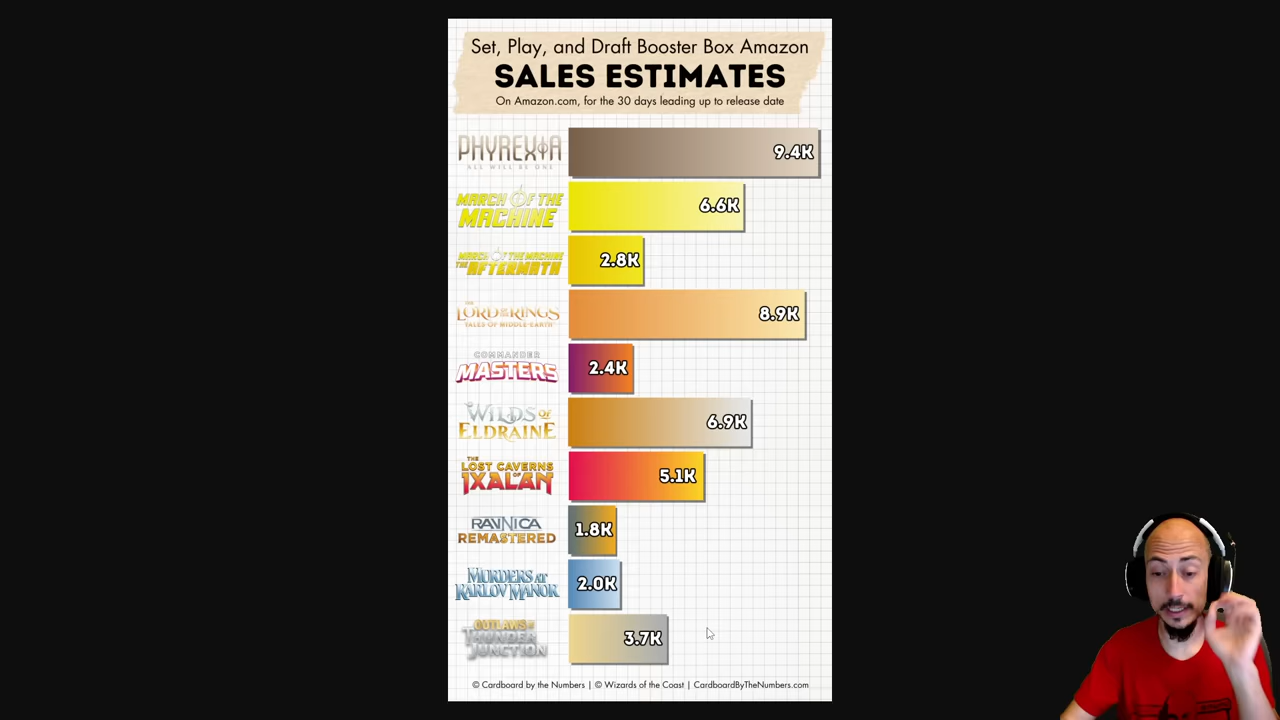 Set, Play, and Draft Booster Box Amazon
SALES ESTIMATES
On Amazon.com, for the 30 days leading up to release date
PHYREXIA
ALL WILL BE ONE
9.4K
MARCH OF THE
MACHINE
6.6K
MARCH OF THE MACHINE
THE AFTERMATH
2.8K
THE
LORD OF THE RINGS
TALES OF MIDDLE-EARTH
8.9K
COMMANDER
MASTERS
2.4K
WILDS OF
ELDRAINE
6.9K
THE
LOST CAVERNS
OF
IXALAN
5.1K
RAVNICA
REMASTERED
1.8K
MURDERS AT
KARLOV MANOR
2.0K
OUTLAWS OF
THUNDER
JUNCTION
3.7K
© Cardboard by the Numbers | © Wizards of the Coast | CardboardByTheNumbers.com